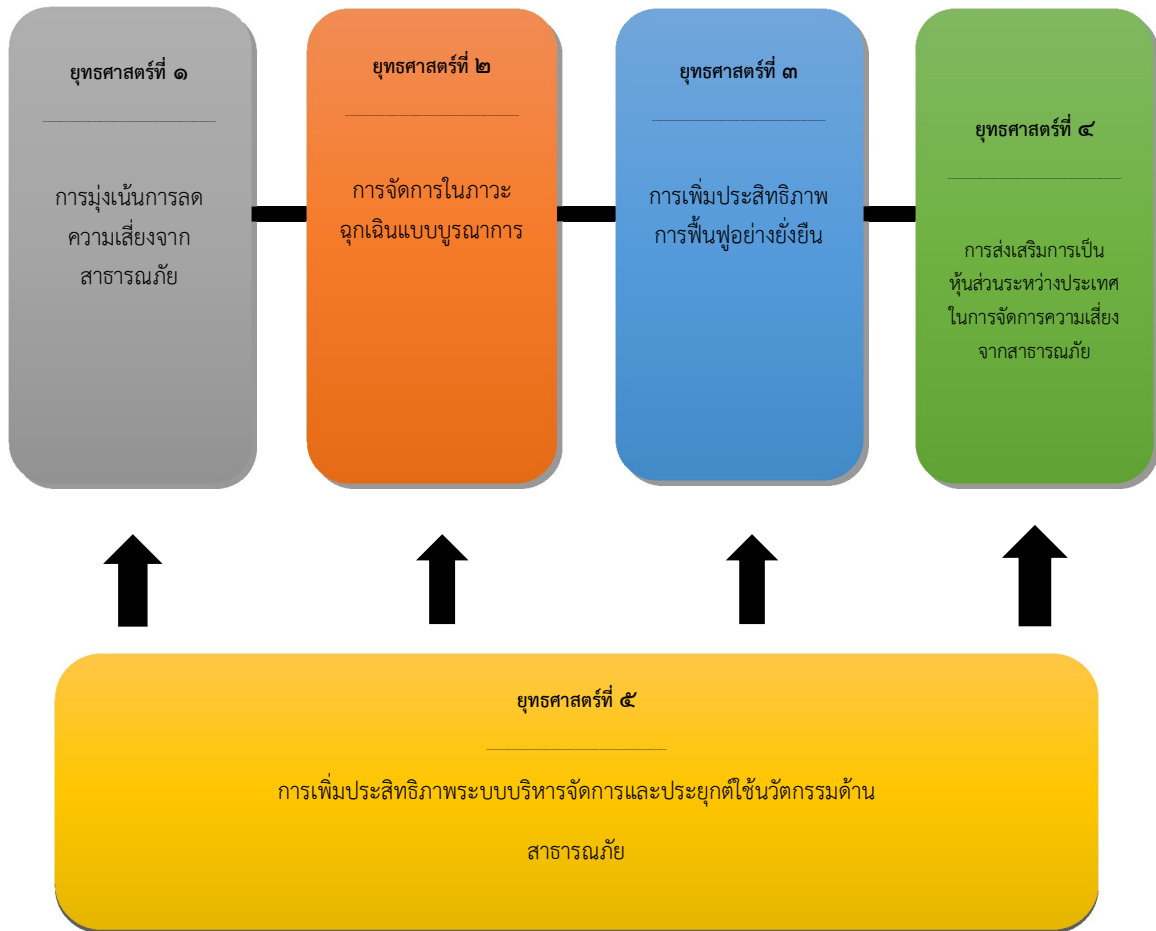 ยุทธศาสตร์ที่ ๑
การมุ่งเน้นการลด
ความเสี่ยงจาก
สาธารณภัย
ยุทธศาสตร์ที่ ๒
การจัดการในภาวะ
ฉุกเฉินแบบบูรณาการ
ยุทธศาสตร์ที่ ๓
การเพิ่มประสิทธิภาพ
การฟื้นฟูอย่างยั่งยืน
ยุทธศาสตร์ที่ ๔
การส่งเสริมการเป็น
หุ้นส่วนระหว่างประเทศ
ในการจัดการความเสี่ยง
จากสาธารณภัย
ยุทธศาสตร์ที่ ๕
การเพิ่มประสิทธิภาพระบบบริหารจัดการและประยุกต์ใช้นวัตกรรมด้าน
สาธารณภัย